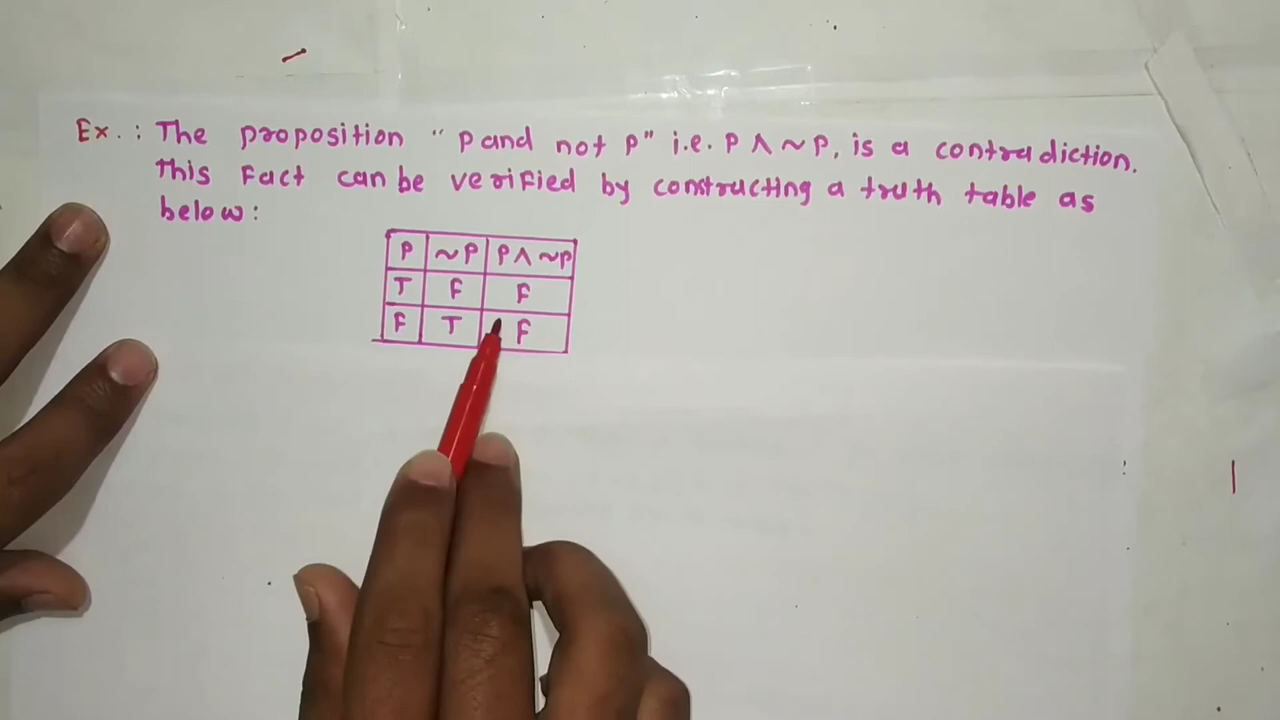 Ex. : The proposition "p and not p" i.e. p ∧ ~p, is a contradiction.
This Fact can be verified by constructing a truth table as
below:
P ~P P ∧ ~P
T F F
F T F